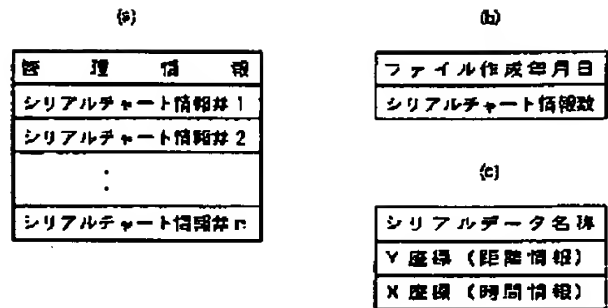 (a)
管理情報
シリアルチャート情報#1
シリアルチャート情報#2
:
シリアルチャート情報#n
(b)
ファイル作成年月日
シリアルチャート情報数
(c)
シリアルデータ名称
Y座標(距離情報)
X座標(時間情報)